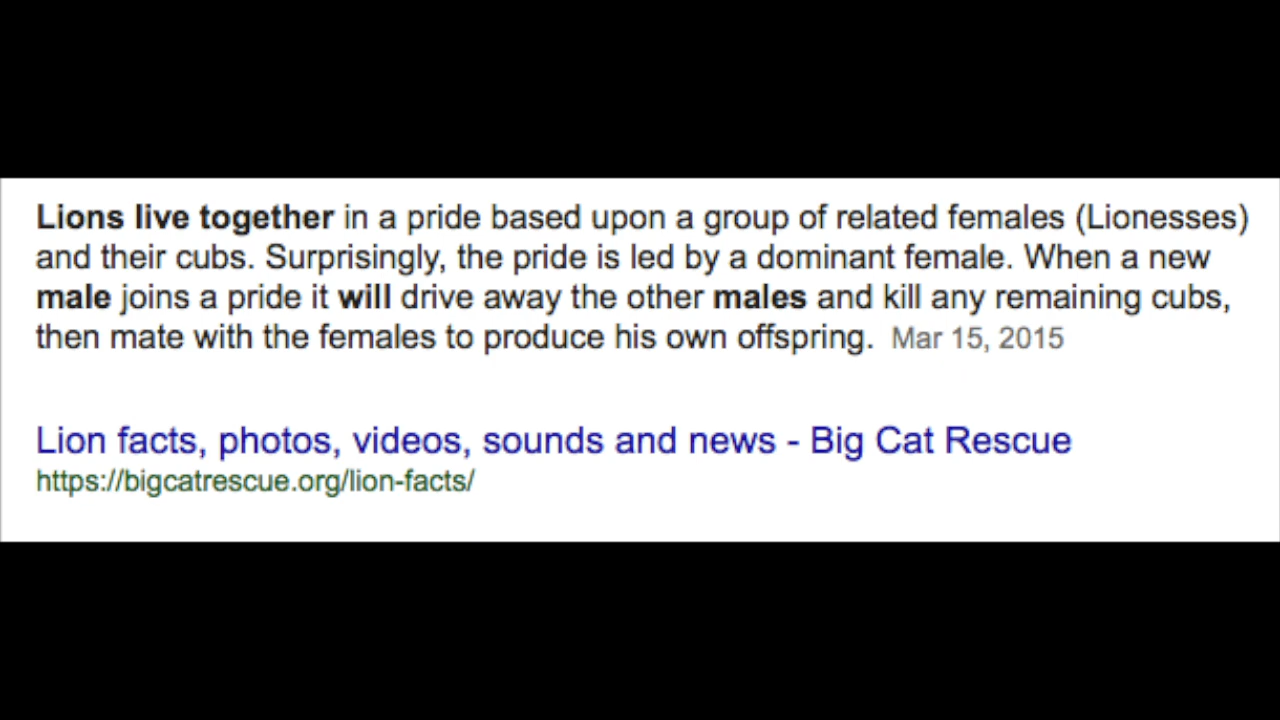 Lions live together in a pride based upon a group of related females (Lionesses)
and their cubs. Surprisingly, the pride is led by a dominant female. When a new
male joins a pride it will drive away the other males and kill any remaining cubs,
then mate with the females to produce his own offspring. Mar 15, 2015
Lion facts, photos, videos, sounds and news - Big Cat Rescue
https://bigcatrescue.org/lion-facts/